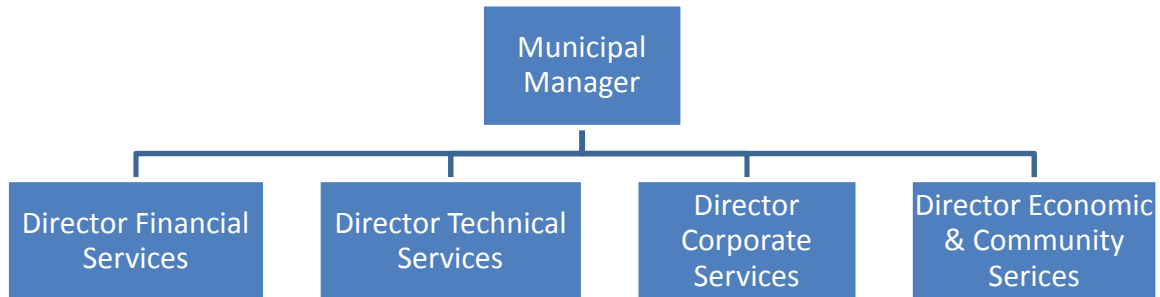 Municipal
Manager
Director Financial
Services
Director Technical
Services
Director
Corporate
Services
Director Economic
& Community
Serices